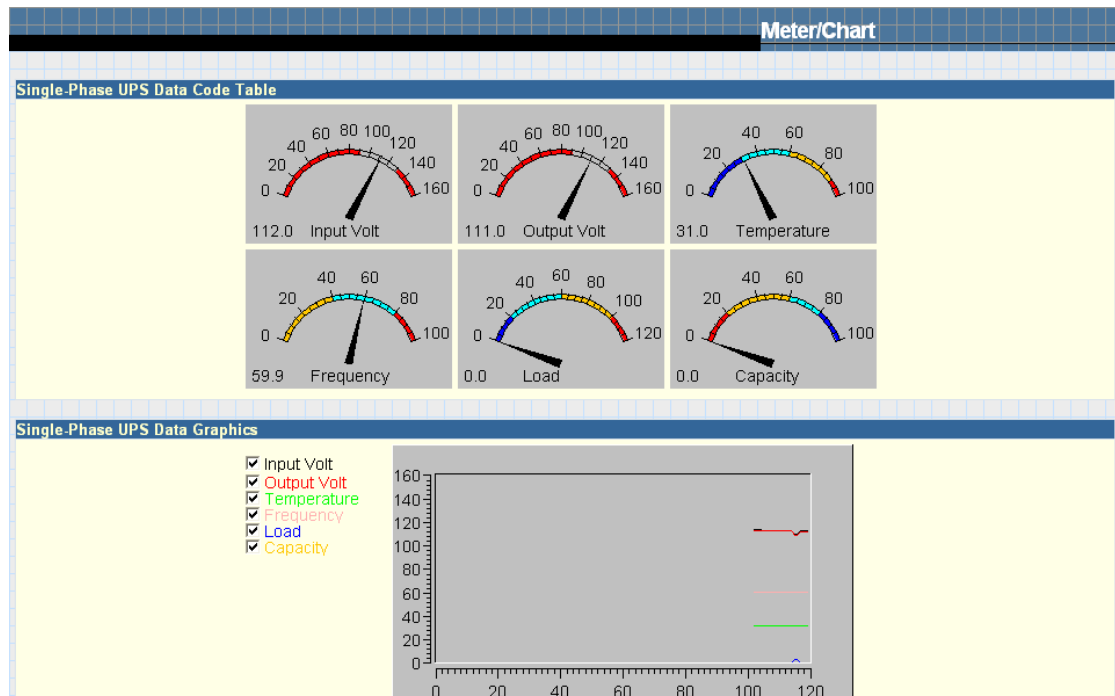 Meter/Chart
Single-Phase UPS Data Code Table
0 20 40 60 80 100 120 140 160
112.0 Input Volt
0 20 40 60 80 100 120 140 160
111.0 Output Volt
0 20 40 60 80 100
31.0 Temperature
0 20 40 60 80 100
59.9 Frequency
0 20 40 60 80 100 120
0.0 Load
0 20 40 60 80 100
0.0 Capacity
Single-Phase UPS Data Graphics
Input Volt
Output Volt
Temperature
Frequency
Load
Capacity
160
140
120
100
80
60
40
20
0
0 20 40 60 80 100 120